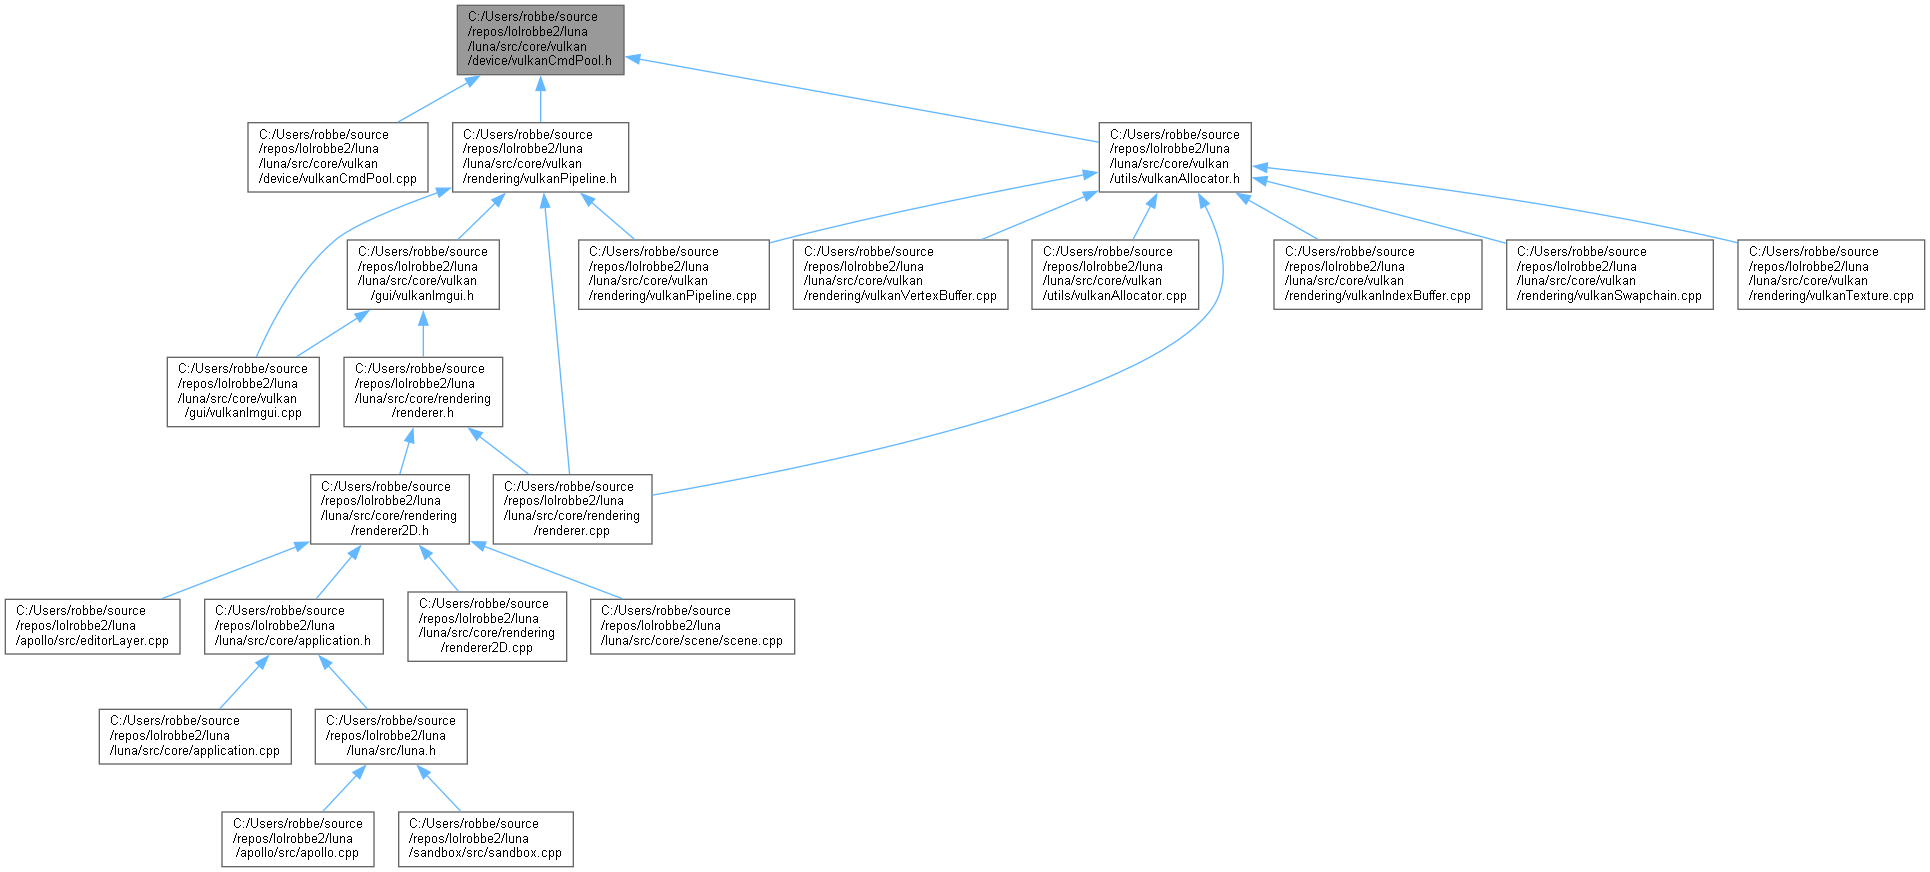 C:/Users/robbe/source
/repos/lolrobbe2/luna
/luna/src/core/vulkan
/device/vulkanCmdPool.h
C:/Users/robbe/source
/repos/lolrobbe2/luna
/luna/src/core/vulkan
/device/vulkanCmdPool.cpp
C:/Users/robbe/source
/repos/lolrobbe2/luna
/luna/src/core/vulkan
/rendering/vulkanPipeline.h
C:/Users/robbe/source
/repos/lolrobbe2/luna
/luna/src/core/vulkan
/utils/vulkanAllocator.h
C:/Users/robbe/source
/repos/lolrobbe2/luna
/luna/src/core/vulkan
/gui/vulkanImgui.h
C:/Users/robbe/source
/repos/lolrobbe2/luna
/luna/src/core/vulkan
/rendering/vulkanPipeline.cpp
C:/Users/robbe/source
/repos/lolrobbe2/luna
/luna/src/core/vulkan
/rendering/vulkanVertexBuffer.cpp
C:/Users/robbe/source
/repos/lolrobbe2/luna
/luna/src/core/vulkan
/utils/vulkanAllocator.cpp
C:/Users/robbe/source
/repos/lolrobbe2/luna
/luna/src/core/vulkan
/rendering/vulkanIndexBuffer.cpp
C:/Users/robbe/source
/repos/lolrobbe2/luna
/luna/src/core/vulkan
/rendering/vulkanSwapchain.cpp
C:/Users/robbe/source
/repos/lolrobbe2/luna
/luna/src/core/vulkan
/rendering/vulkanTexture.cpp
C:/Users/robbe/source
/repos/lolrobbe2/luna
/luna/src/core/vulkan
/gui/vulkanImgui.cpp
C:/Users/robbe/source
/repos/lolrobbe2/luna
/luna/src/core/rendering
/renderer.h
C:/Users/robbe/source
/repos/lolrobbe2/luna
/luna/src/core/rendering
/renderer2D.h
C:/Users/robbe/source
/repos/lolrobbe2/luna
/luna/src/core/rendering
/renderer.cpp
C:/Users/robbe/source
/repos/lolrobbe2/luna
/apollo/src/editorLayer.cpp
C:/Users/robbe/source
/repos/lolrobbe2/luna
/luna/src/core/application.h
C:/Users/robbe/source
/repos/lolrobbe2/luna
/luna/src/core/rendering
/renderer2D.cpp
C:/Users/robbe/source
/repos/lolrobbe2/luna
/luna/src/core/scene/scene.cpp
C:/Users/robbe/source
/repos/lolrobbe2/luna
/luna/src/core/application.cpp
C:/Users/robbe/source
/repos/lolrobbe2/luna
/luna/src/luna.h
C:/Users/robbe/source
/repos/lolrobbe2/luna
/apollo/src/apollo.cpp
C:/Users/robbe/source
/repos/lolrobbe2/luna
/sandbox/src/sandbox.cpp